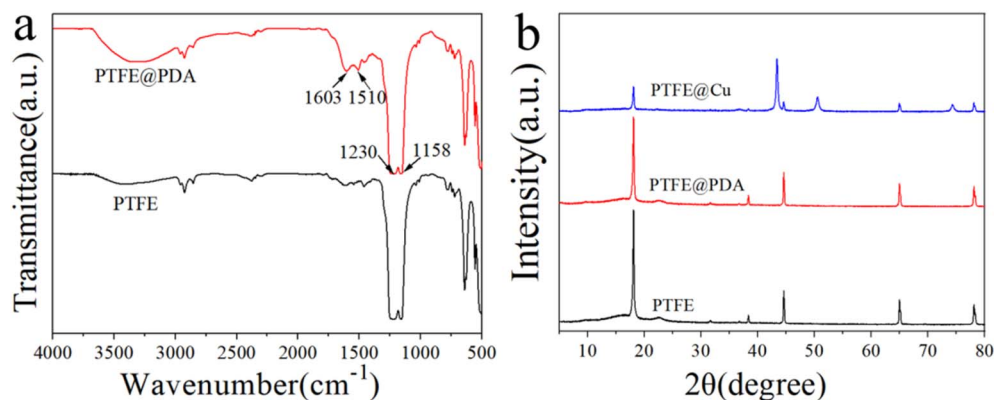 a
Transmittance(a.u.)
PTFE@PDA
1603 1510
1230 1158
PTFE
4000 3500 3000 2500 2000 1500 1000 500
Wavenumber(cm⁻¹)
b
Intensity(a.u.)
PTFE@Cu
PTFE@PDA
PTFE
10 20 30 40 50 60 70 80
2θ(degree)